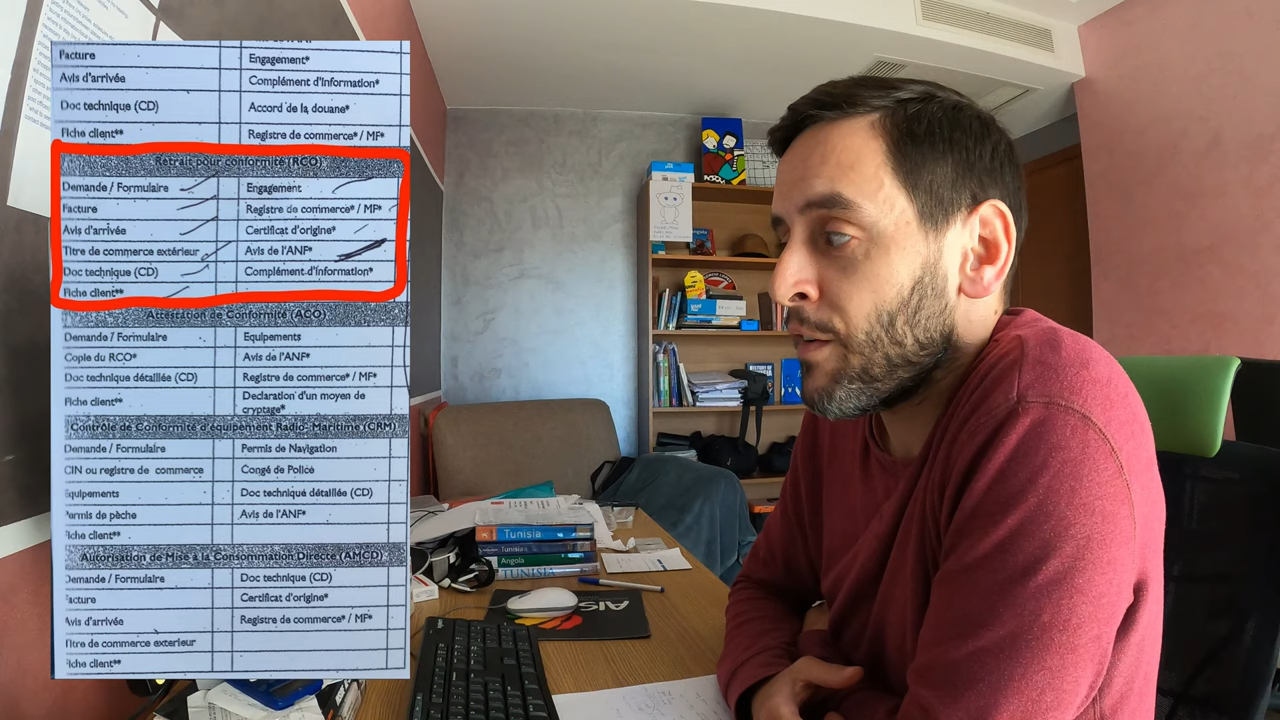 Facture Engagement*
Avis d'arrivée Complément d'information*
Doc technique (CD) Accord de la douane*
Fiche client** Registre de commerce* / MF*
Retrait pour conformité (RCO)
Demande / Formulaire Engagement
Facture Registre de commerce* / MF*
Avis d'arrivée Certificat d'origine*
Titre de commerce extérieur Avis de l'ANF*
Doc technique (CD) Complément d'information*
Fiche client**
Attestation de Conformité (ACO)
Demande / Formulaire Equipements
Copie du RCO* Avis de l'ANF*
Doc technique détaillée (CD) Registre de commerce* / MF*
Fiche client** Declaration d'un moyen de
cryptage*
Contrôle de Conformité d'équipement Radio- Maritime (CRM)
Demande / Formulaire Permis de Navigation
CIN ou registre de commerce Congé de Police
Equipements Doc technique détaillée (CD)
Permis de pèche Avis de l'ANF*
Fiche client**
Autorisation de Mise à la Consommation Directe (AMCD)
Demande / Formulaire Doc technique (CD)
Facture Certificat d'origine*
Avis d'arrivée Registre de commerce* / MF*
Titre de commerce exterieur
Fiche client**
Angola
Tunisia
Tunisia
Angola
TUNISIA
AIS